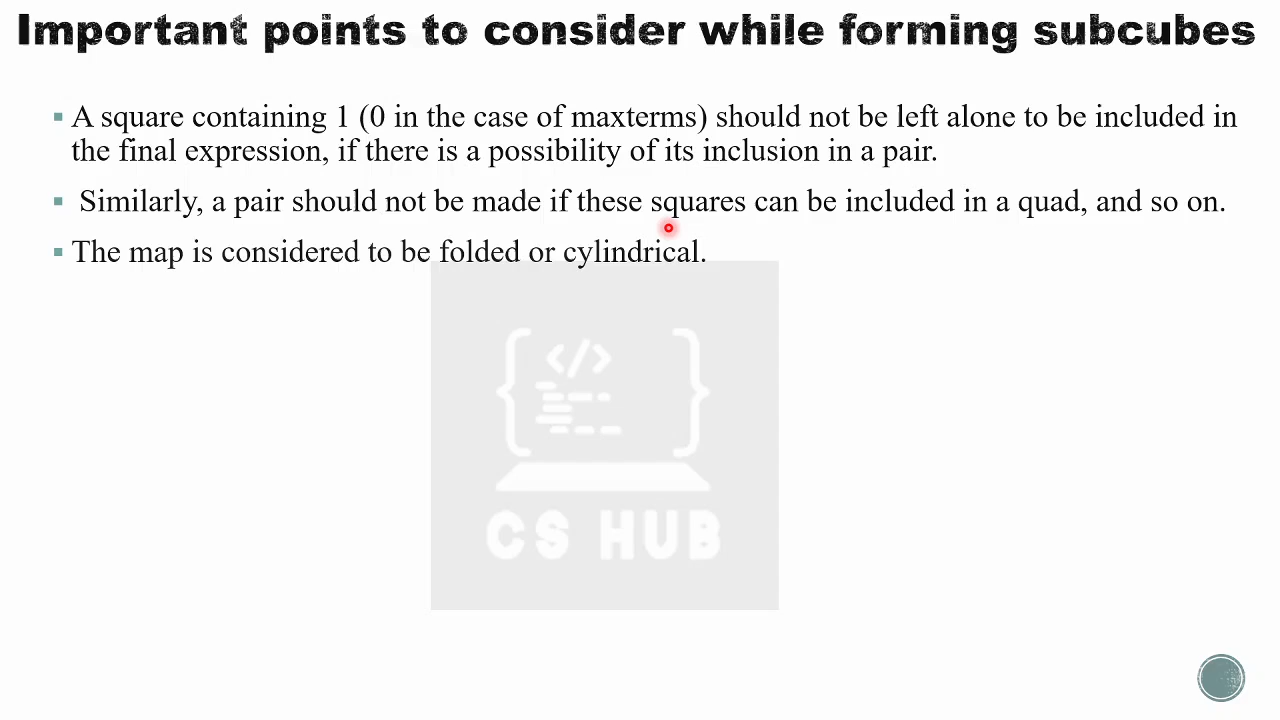 Important points to consider while forming subcubes
A square containing 1 (0 in the case of maxterms) should not be left alone to be included in
the final expression, if there is a possibility of its inclusion in a pair.
Similarly, a pair should not be made if these squares can be included in a quad, and so on.
The map is considered to be folded or cylindrical.
</>
CS HUB